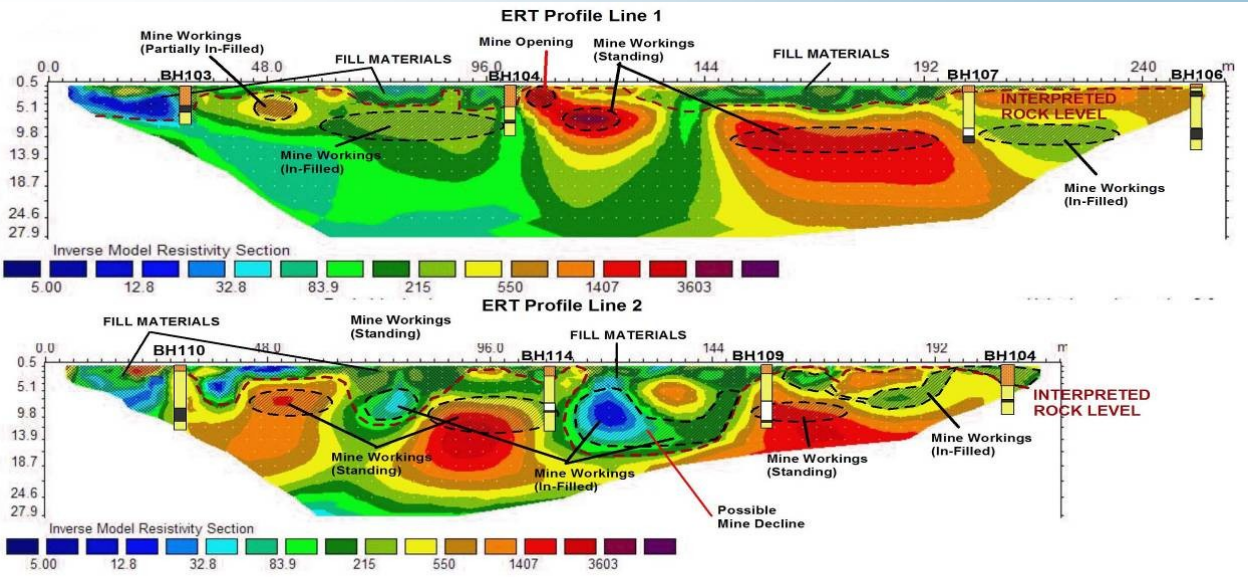 ERT Profile Line 1
Mine Workings
(Partially In-Filled)
FILL MATERIALS
Mine Opening
Mine Workings
(Standing)
FILL MATERIALS
0.0 48.0 96.0 144 192 240 m
BH103 BH104 BH107 BH106
0.5
5.1
9.8
13.9
18.7
24.6
27.9
INTERPRETED
ROCK LEVEL
Mine Workings
(In-Filled)
Mine Workings
(In-Filled)
Inverse Model Resistivity Section
5.00 12.8 32.8 83.9 215 550 1407 3603
ERT Profile Line 2
FILL MATERIALS
Mine Workings
(Standing)
FILL MATERIALS
0.0 48.0 96.0 144 192 m
BH110 BH114 BH109 BH104
0.5
5.1
9.8
13.9
18.7
24.6
27.9
INTERPRETED
ROCK LEVEL
Mine Workings
(Standing)
Mine Workings
(In-Filled)
Mine Workings
(Standing)
Mine Workings
(In-Filled)
Possible
Mine Decline
Inverse Model Resistivity Section
5.00 12.8 32.8 83.9 215 550 1407 3603